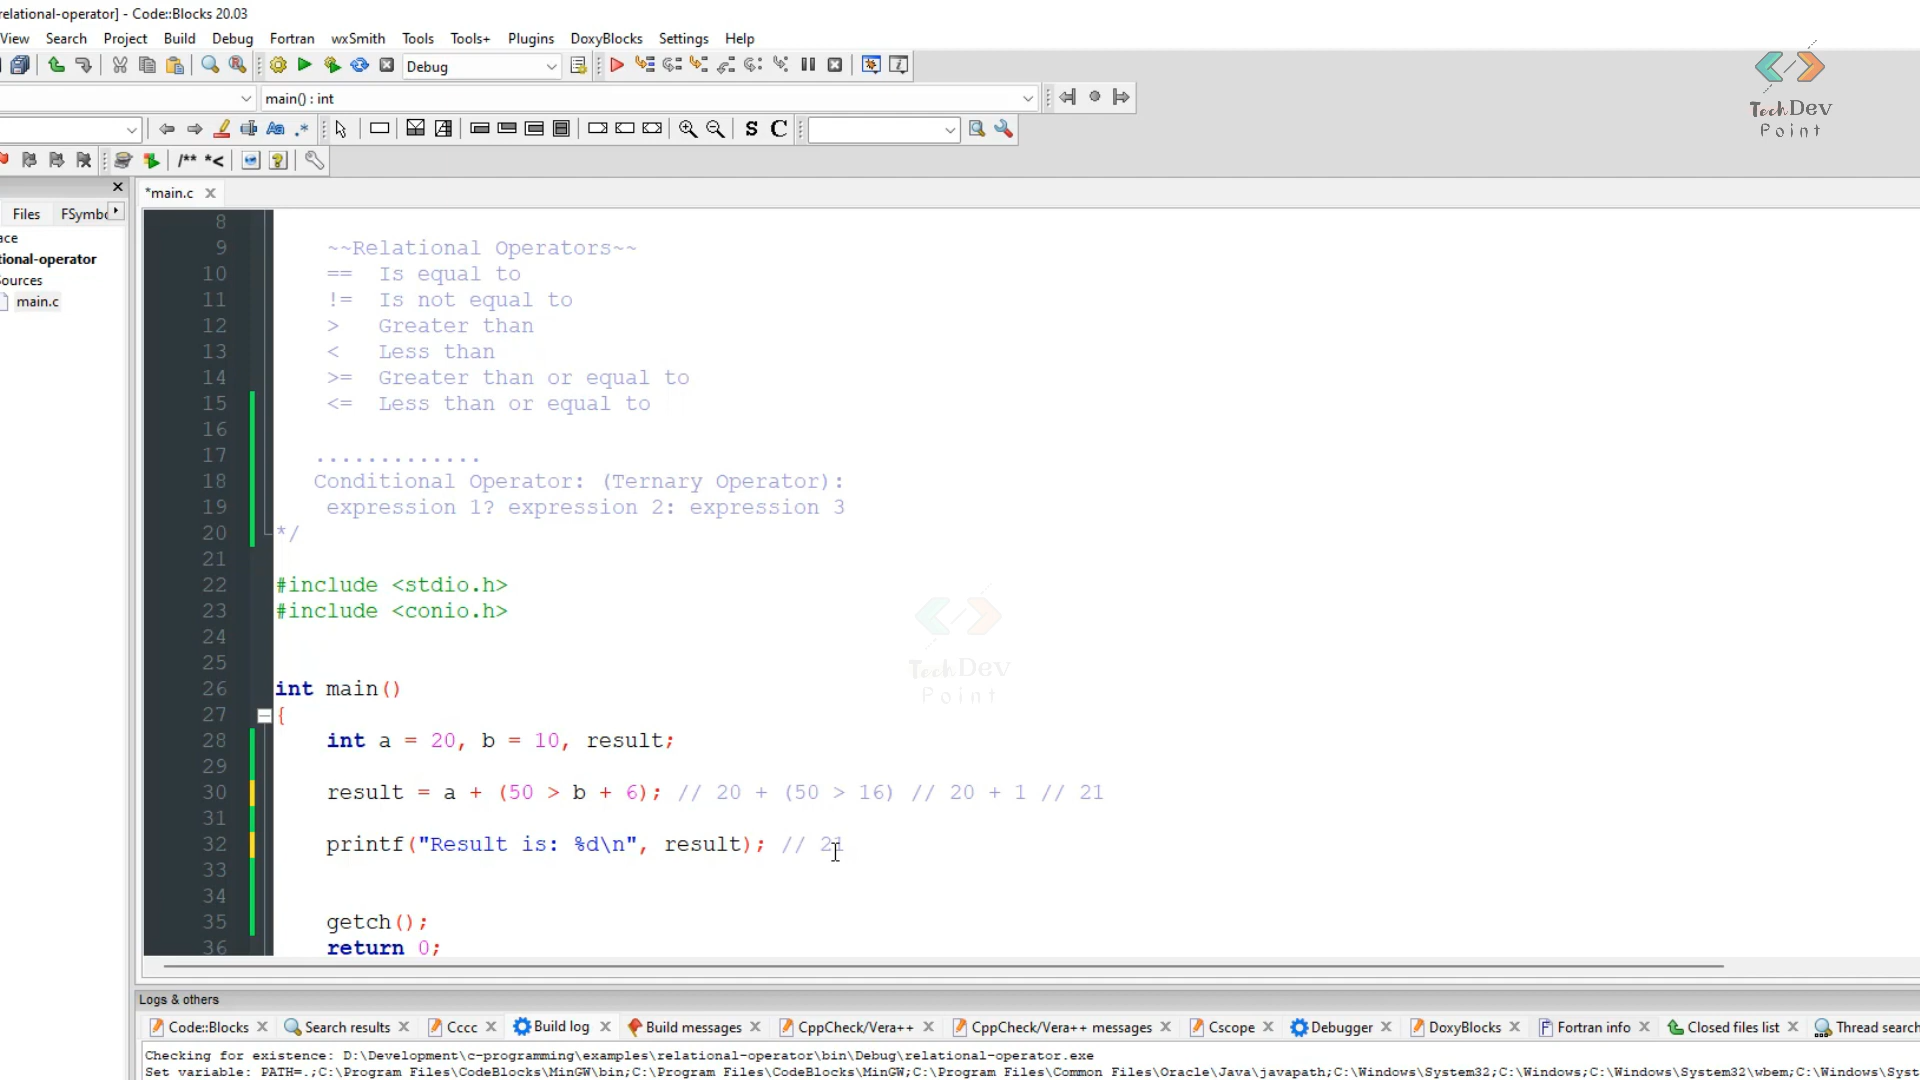 relational-operator] - Code::Blocks 20.03
View Search Project Build Debug Fortran wxSmith Tools Tools+ Plugins DoxyBlocks Settings Help
Debug
main() : int
S C
/** *<
TechDev
Point
*main.c
Files FSymbo
ace
tional-operator
Sources
main.c
8
9 ~~Relational Operators~~
10 == Is equal to
11 != Is not equal to
12 > Greater than
13 < Less than
14 >= Greater than or equal to
15 <= Less than or equal to
16
17 .............
18 Conditional Operator: (Ternary Operator):
19 expression 1? expression 2: expression 3
20 */
21
22 #include <stdio.h>
23 #include <conio.h>
24
25
26 int main()
27 {
28 int a = 20, b = 10, result;
29
30 result = a + (50 > b + 6); // 20 + (50 > 16) // 20 + 1 // 21
31
32 printf("Result is: %d\n", result); // 21
33
34
35 getch();
36 return 0;
TechDev
Point
Logs & others
Code::Blocks Search results Cccc Build log Build messages CppCheck/Vera++ CppCheck/Vera++ messages Cscope Debugger DoxyBlocks Fortran info Closed files list Thread search
Checking for existence: D:\Development\c-programming\examples\relational-operator\bin\Debug\relational-operator.exe
Set variable: PATH=.;C:\Program Files\CodeBlocks\MinGW\bin;C:\Program Files\CodeBlocks\MinGW;C:\Program Files\Common Files\Oracle\Java\javapath;C:\Windows\System32;C:\Windows;C:\Windows\System32\wbem;C:\Windows\Syst